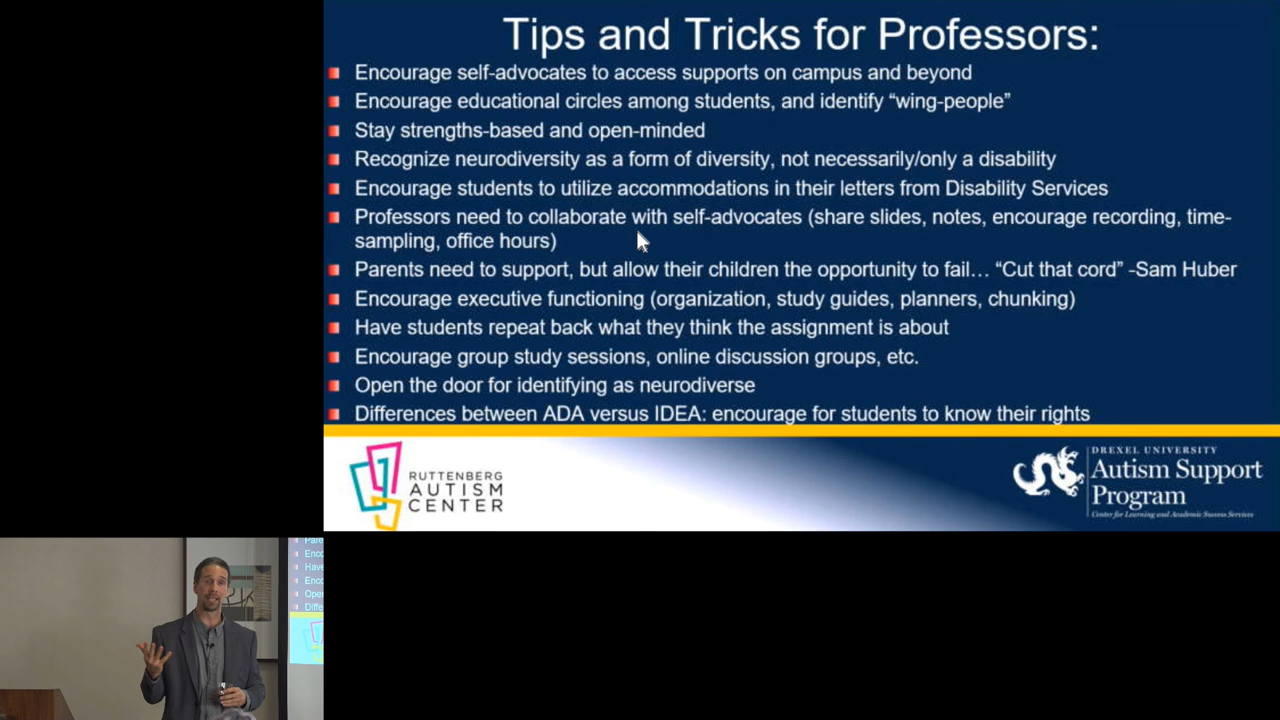 Tips and Tricks for Professors:
Encourage self-advocates to access supports on campus and beyond
Encourage educational circles among students, and identify “wing-people”
Stay strengths-based and open-minded
Recognize neurodiversity as a form of diversity, not necessarily/only a disability
Encourage students to utilize accommodations in their letters from Disability Services
Professors need to collaborate with self-advocates (share slides, notes, encourage recording, time-
sampling, office hours)
Parents need to support, but allow their children the opportunity to fail… “Cut that cord” -Sam Huber
Encourage executive functioning (organization, study guides, planners, chunking)
Have students repeat back what they think the assignment is about
Encourage group study sessions, online discussion groups, etc.
Open the door for identifying as neurodiverse
Differences between ADA versus IDEA: encourage for students to know their rights
RUTTENBERG
AUTISM
CENTER
DREXEL UNIVERSITY
Autism Support
Program
Center for Learning and Academic Success Services
Pare
Enco
Have
Enco
Open
Diffe